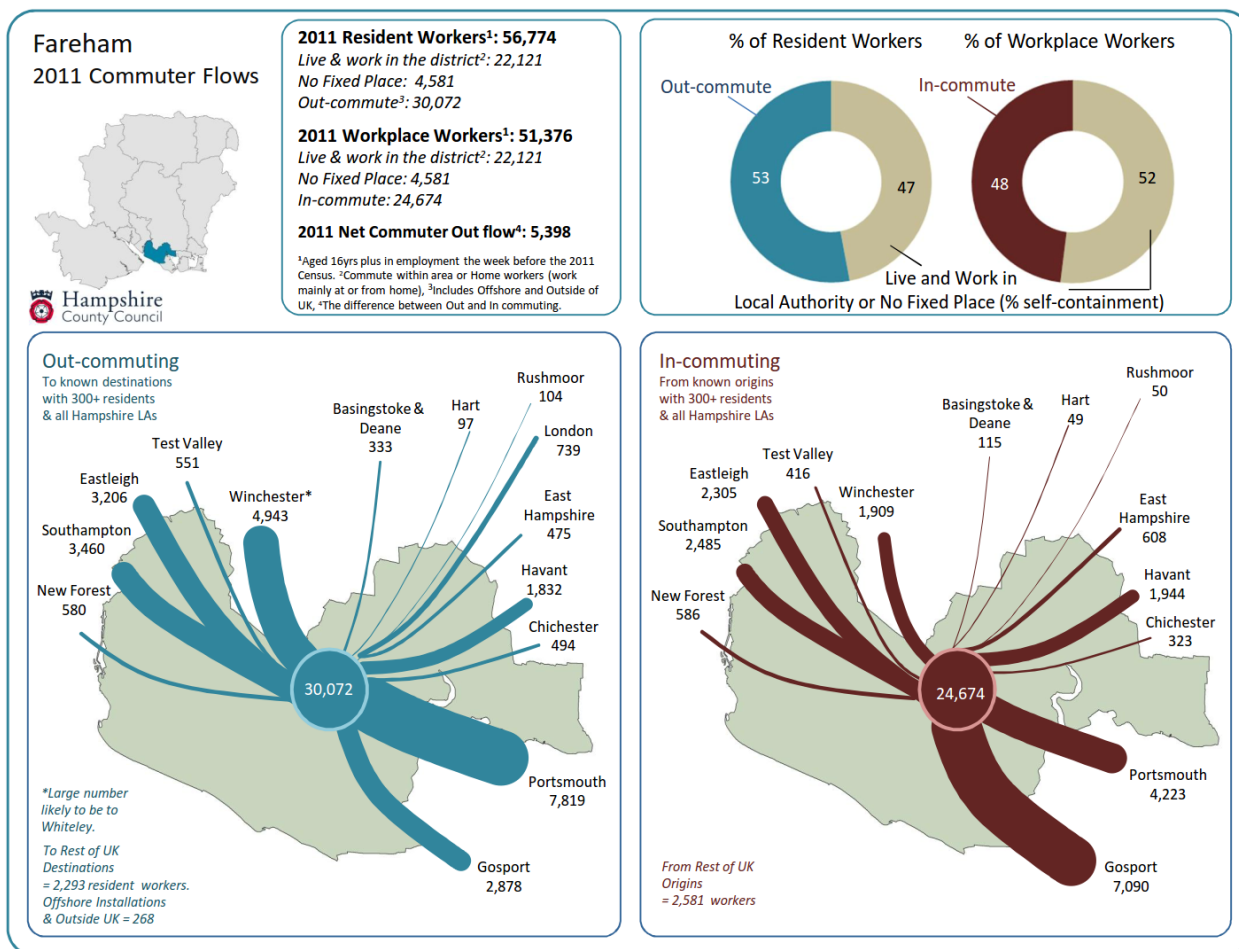 Fareham
2011 Commuter Flows
Hampshire
County Council
2011 Resident Workers¹: 56,774
Live & work in the district²: 22,121
No Fixed Place: 4,581
Out-commute³: 30,072
2011 Workplace Workers¹: 51,376
Live & work in the district²: 22,121
No Fixed Place: 4,581
In-commute: 24,674
2011 Net Commuter Out flow⁴: 5,398
¹Aged 16yrs plus in employment the week before the 2011
Census. ²Commute within area or Home workers (work
mainly at or from home), ³Includes Offshore and Outside of
UK, ⁴The difference between Out and In commuting.
% of Resident Workers
% of Workplace Workers
Out-commute
In-commute
53
47
48
52
Live and Work in
Local Authority or No Fixed Place (% self-containment)
Out-commuting
To known destinations
with 300+ residents
& all Hampshire LAs
Rushmoor
104
Basingstoke &
Deane
333
Hart
97
London
739
Test Valley
551
Eastleigh
3,206
Winchester*
4,943
East
Hampshire
475
Southampton
3,460
Havant
1,832
New Forest
580
Chichester
494
30,072
Portsmouth
7,819
Gosport
2,878
*Large number
likely to be to
Whiteley.
To Rest of UK
Destinations
= 2,293 resident workers.
Offshore Installations
& Outside UK = 268
In-commuting
From known origins
with 300+ residents
& all Hampshire LAs
Rushmoor
50
Basingstoke &
Deane
115
Hart
49
Test Valley
416
Eastleigh
2,305
Winchester
1,909
East
Hampshire
608
Southampton
2,485
Havant
1,944
New Forest
586
Chichester
323
24,674
Portsmouth
4,223
Gosport
7,090
From Rest of UK
Origins
= 2,581 workers